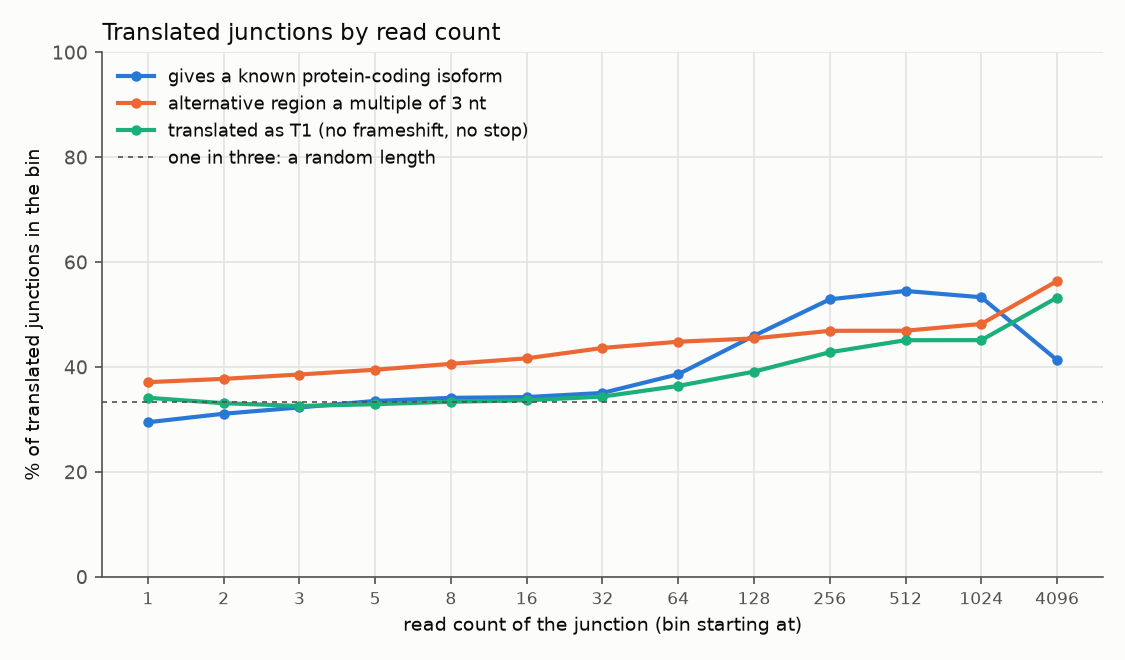 Translated junctions by read count
gives a known protein-coding isoform
alternative region a multiple of 3 nt
translated as T1 (no frameshift, no stop)
one in three: a random length
% of translated junctions in the bin
100
80
60
40
20
0
1 2 3 5 8 16 32 64 128 256 512 1024 4096
read count of the junction (bin starting at)